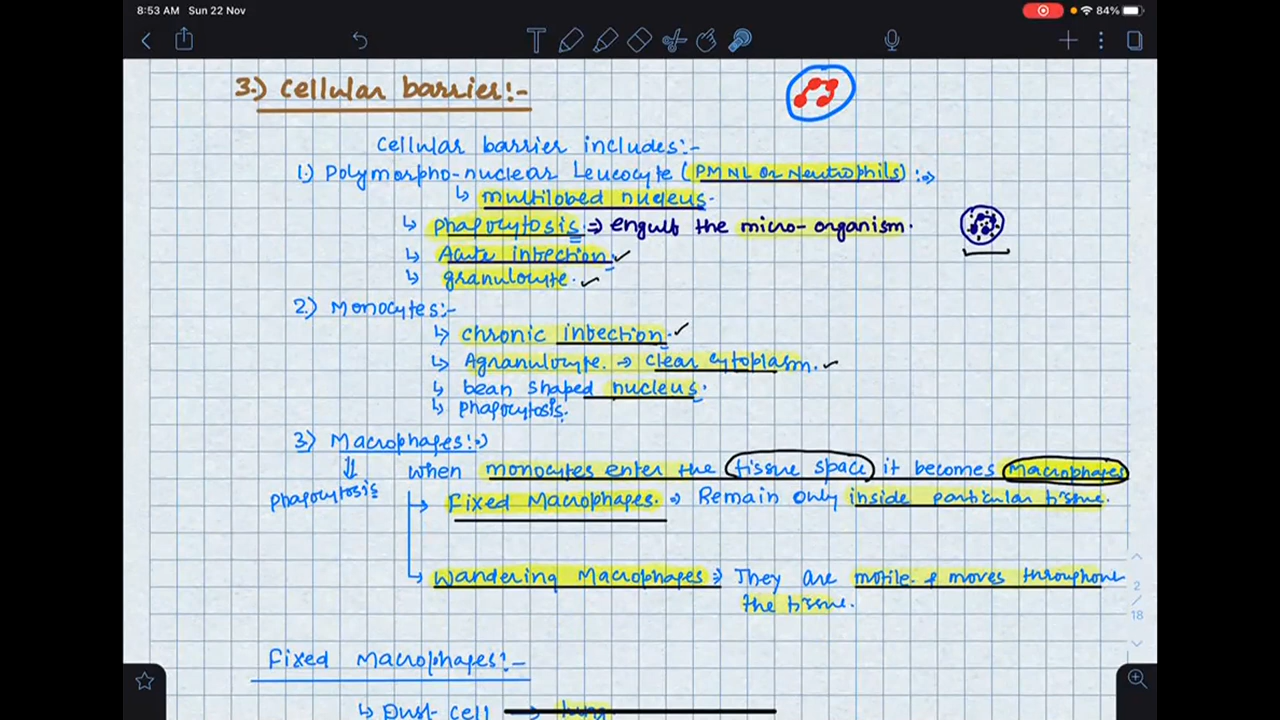 8:53 AM Sun 22 Nov
84%
3.) Cellular barrier:-
Cellular barrier includes:-
1.) Polymorpho-nuclear Leucocyte (PMNL or Neutrophils) :->
↳ multilobed nucleus.
↳ phagocytosis => engulf the micro-organism.
↳ Acute infection ✓
↳ granulocyte. ✓
2.) Monocytes:-
↳ chronic infection. ✓
↳ Agranulocyte. → clear cytoplasm. ✓
↳ bean shaped nucleus.
↳ phagocytosis.
3.) Macrophages:-)
when monocytes enter the tissue space it becomes Macrophages
phagocytosis
Fixed Macrophages. → Remain only inside particular tissue.
Wandering Macrophages => They are motile & moves throughout
the tissue.
2
/
18
Fixed Macrophages:-
↳ Dust cell → lung